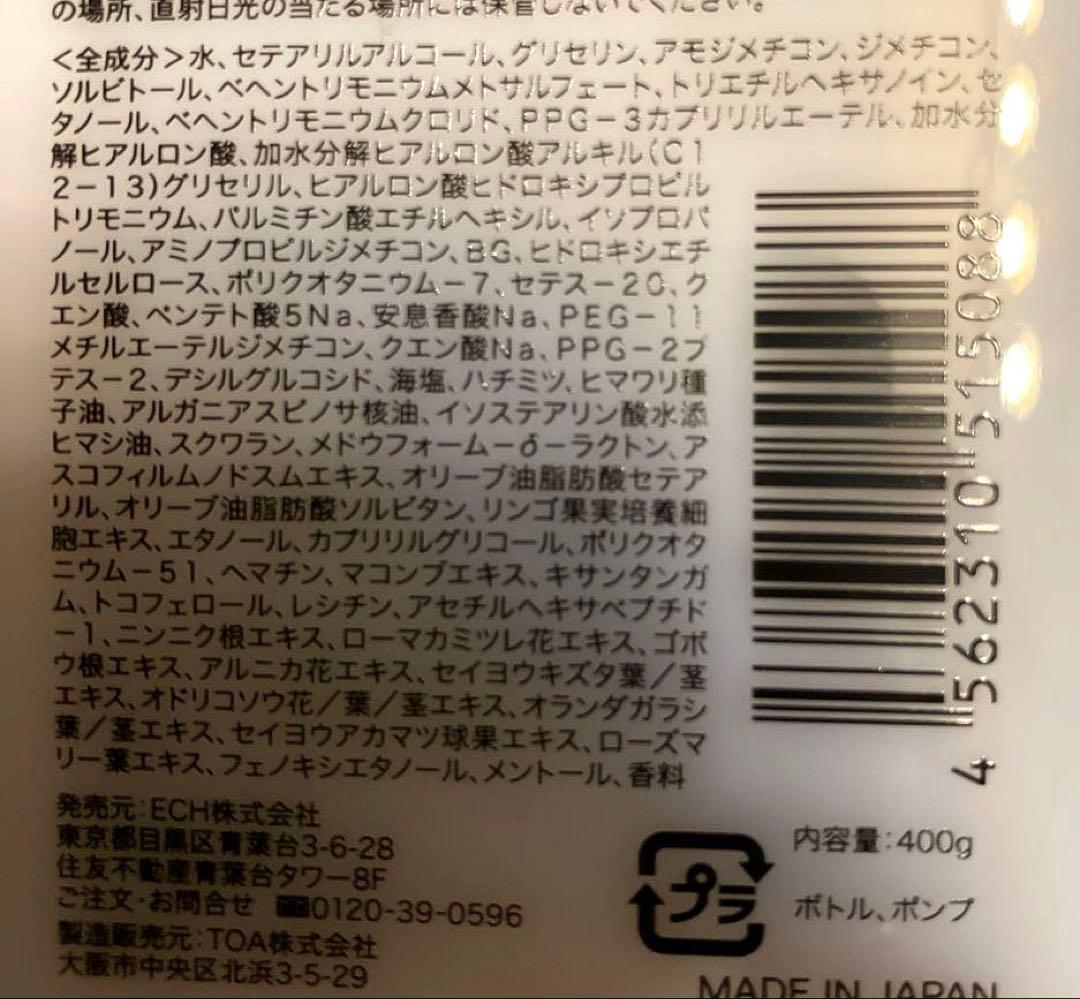 の場所、直射日光の当たる場所には保管しないでください。
＜全成分＞水、セテアリルアルコール、グリセリン、アモジメチコン、ジメチコン、
ソルビトール、ベヘントリモニウムメトサルフェート、トリエチルヘキサノイン、セ
タノール、ベヘントリモニウムクロリド、PPG－3カプリリルエーテル、加水分
解ヒアルロン酸、加水分解ヒアルロン酸アルキル（C1
2－13）グリセリル、ヒアルロン酸ヒドロキシプロピル
トリモニウム、パルミチン酸エチルヘキシル、イソプロパ
ノール、アミノプロピルジメチコン、BG、ヒドロキシエチ
ルセルロース、ポリクオタニウム－7、セテス－20、ク
エン酸、ペンテト酸5Na、安息香酸Na、PEG－11
メチルエーテルジメチコン、クエン酸Na、PPG－2ブ
テス－2、デシルグルコシド、海塩、ハチミツ、ヒマワリ種
子油、アルガニアスピノサ核油、イソステアリン酸水添
ヒマシ油、スクワラン、メドウフォーム－δ－ラクトン、ア
スコフィルムノドスムエキス、オリーブ油脂肪酸セテア
リル、オリーブ油脂肪酸ソルビタン、リンゴ果実培養細
胞エキス、エタノール、カプリリルグリコール、ポリクオタ
ニウム－51、ヘマチン、マコンブエキス、キサンタンガ
ム、トコフェロール、レシチン、アセチルヘキサペプチド
－1、ニンニク根エキス、ローマカミツレ花エキス、ゴボ
ウ根エキス、アルニカ花エキス、セイヨウキズタ葉／茎
エキス、オドリコソウ花／葉／茎エキス、オランダガラシ
葉／茎エキス、セイヨウアカマツ球果エキス、ローズマ
リー葉エキス、フェノキシエタノール、メントール、香料
発売元：ECH株式会社
東京都目黒区青葉台3-6-28
住友不動産青葉台タワー8F
ご注文・お問合せ 0120-39-0596
製造販売元：TOA株式会社
大阪市中央区北浜3-5-29
4 562310 515088
プラ
内容量：400g
ボトル、ポンプ
MADE IN JAPAN